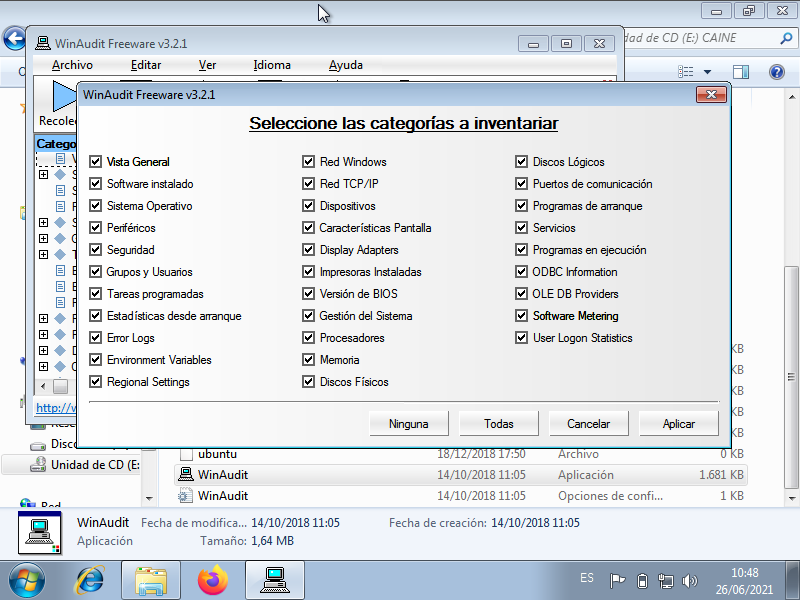 dad de CD (E:) CAINE
WinAudit Freeware v3.2.1
Archivo Editar Ver Idioma Ayuda
WinAudit Freeware v3.2.1
Seleccione las categorías a inventariar
Vista General Red Windows Discos Lógicos
Software instalado Red TCP/IP Puertos de comunicación
Sistema Operativo Dispositivos Programas de arranque
Periféricos Características Pantalla Servicios
Seguridad Display Adapters Programas en ejecución
Grupos y Usuarios Impresoras Instaladas ODBC Information
Tareas programadas Versión de BIOS OLE DB Providers
Estadísticas desde arranque Gestión del Sistema Software Metering
Error Logs Procesadores User Logon Statistics
Environment Variables Memoria
Regional Settings Discos Físicos
Ninguna Todas Cancelar Aplicar
Recolec
Catego
http://w
KB
KB
KB
KB
KB
Disco
ubuntu 18/12/2018 17:50 Archivo 0 KB
Unidad de CD (E: WinAudit 14/10/2018 11:05 Aplicación 1.681 KB
WinAudit 14/10/2018 11:05 Opciones de confi... 1 KB
Red
WinAudit Fecha de modifica... 14/10/2018 11:05 Fecha de creación: 14/10/2018 11:05
Aplicación Tamaño: 1,64 MB
ES 10:48
26/06/2021